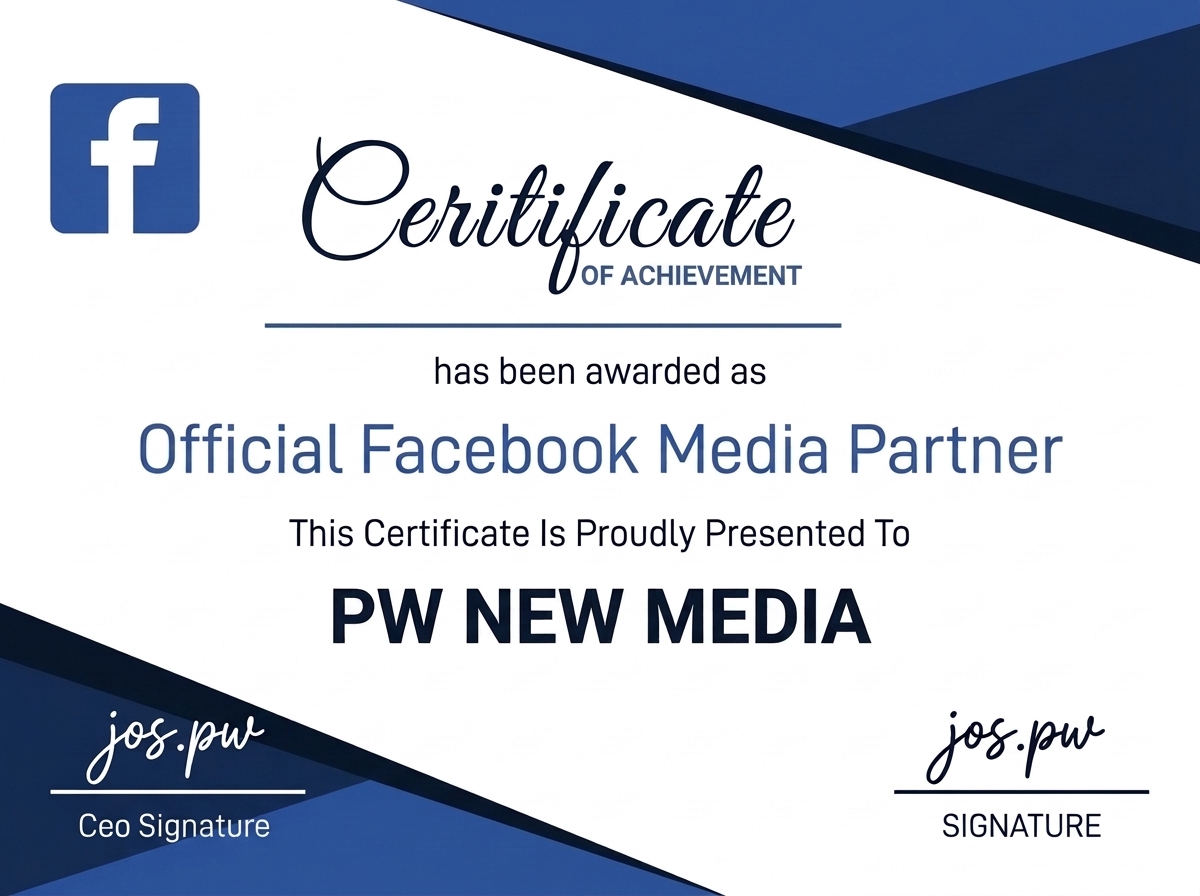 f
Ceritificate
OF ACHIEVEMENT
has been awarded as
Official Facebook Media Partner
This Certificate Is Proudly Presented To
PW NEW MEDIA
jos.pw
Ceo Signature
jos.pw
SIGNATURE